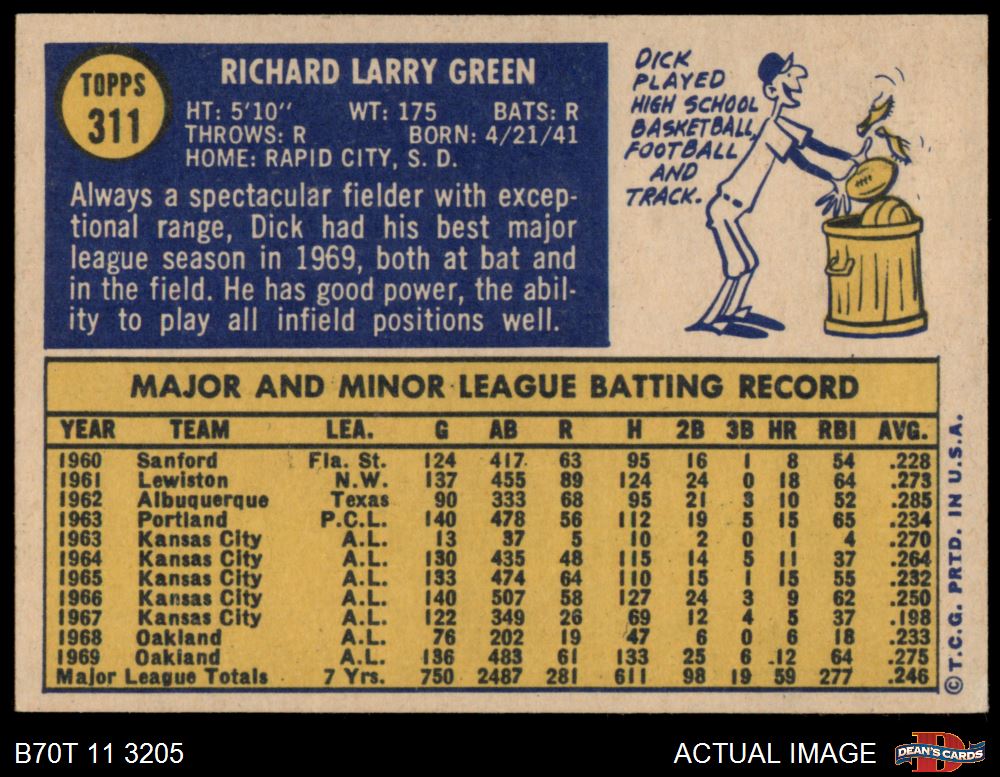 TOPPS
311
RICHARD LARRY GREEN
HT: 5'10" WT: 175 BATS: R
THROWS: R BORN: 4/21/41
HOME: RAPID CITY, S. D.
Always a spectacular fielder with excep-
tional range, Dick had his best major
league season in 1969, both at bat and
in the field. He has good power, the abil-
ity to play all infield positions well.
DICK
PLAYED
HIGH SCHOOL
BASKETBALL,
FOOTBALL
AND
TRACK.
MAJOR AND MINOR LEAGUE BATTING RECORD
YEAR TEAM LEA. G AB R H 2B 3B HR RBI AVG.
1960 Sanford Fla. St. 124 417 63 95 16 1 8 54 .228
1961 Lewiston N.W. 137 455 89 124 24 0 18 64 .273
1962 Albuquerque Texas 90 333 68 95 21 3 10 52 .285
1963 Portland P.C.L. 140 478 56 112 19 5 15 65 .234
1963 Kansas City A.L. 13 37 5 10 2 0 1 4 .270
1964 Kansas City A.L. 130 435 48 115 14 5 11 37 .264
1965 Kansas City A.L. 133 474 64 110 15 1 15 55 .232
1966 Kansas City A.L. 140 507 58 127 24 3 9 62 .250
1967 Kansas City A.L. 122 349 26 69 12 4 5 37 .198
1968 Oakland A.L. 76 202 19 47 6 0 6 18 .233
1969 Oakland A.L. 136 483 61 133 25 6 12 64 .275
Major League Totals 7 Yrs. 750 2487 281 611 98 19 59 277 .246
© T.C.G. PRTD. IN U.S.A.
B70T 11 3205
ACTUAL IMAGE
D
DEAN'S CARDS